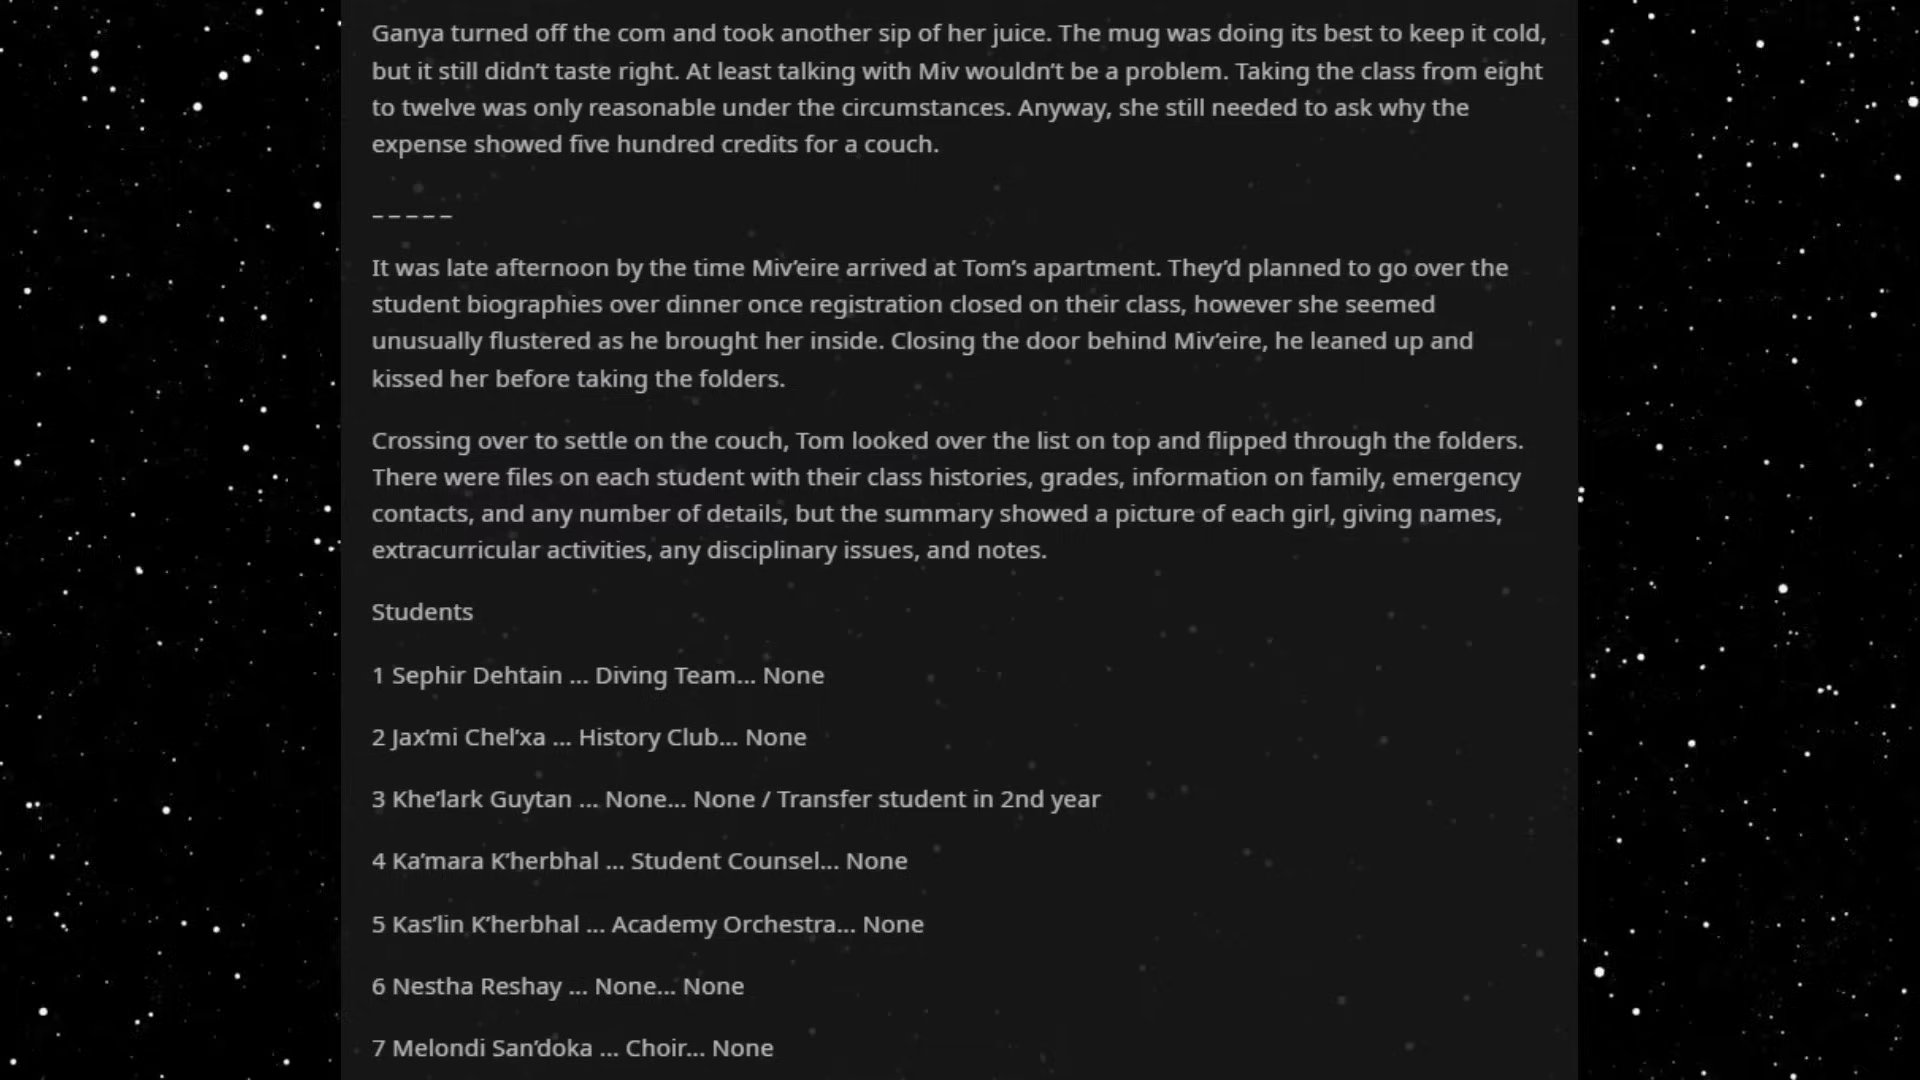 Ganya turned off the com and took another sip of her juice. The mug was doing its best to keep it cold,
but it still didn’t taste right. At least talking with Miv wouldn’t be a problem. Taking the class from eight
to twelve was only reasonable under the circumstances. Anyway, she still needed to ask why the
expense showed five hundred credits for a couch.
–––––
It was late afternoon by the time Miv’eire arrived at Tom’s apartment. They’d planned to go over the
student biographies over dinner once registration closed on their class, however she seemed
unusually flustered as he brought her inside. Closing the door behind Miv’eire, he leaned up and
kissed her before taking the folders.
Crossing over to settle on the couch, Tom looked over the list on top and flipped through the folders.
There were files on each student with their class histories, grades, information on family, emergency
contacts, and any number of details, but the summary showed a picture of each girl, giving names,
extracurricular activities, any disciplinary issues, and notes.
Students
1 Sephir Dehtain ... Diving Team... None
2 Jax’mi Chel’xa ... History Club... None
3 Khe’lark Guytan ... None... None / Transfer student in 2nd year
4 Ka’mara K’herbhal ... Student Counsel... None
5 Kas’lin K’herbhal ... Academy Orchestra... None
6 Nestha Reshay ... None... None
7 Melondi San’doka ... Choir... None